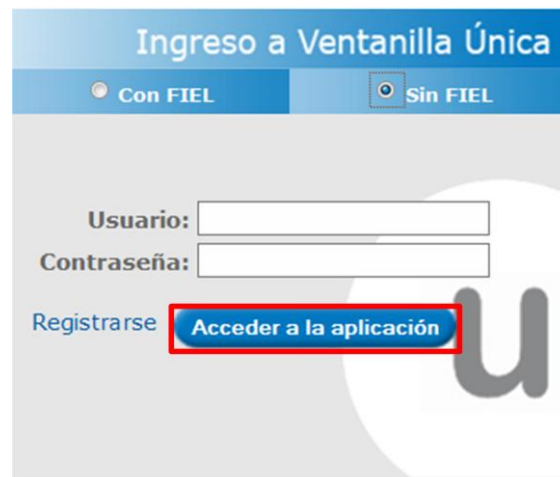 Ingreso a Ventanilla Única
Con FIEL Sin FIEL
Usuario:
Contraseña:
Registrarse Acceder a la aplicación
u